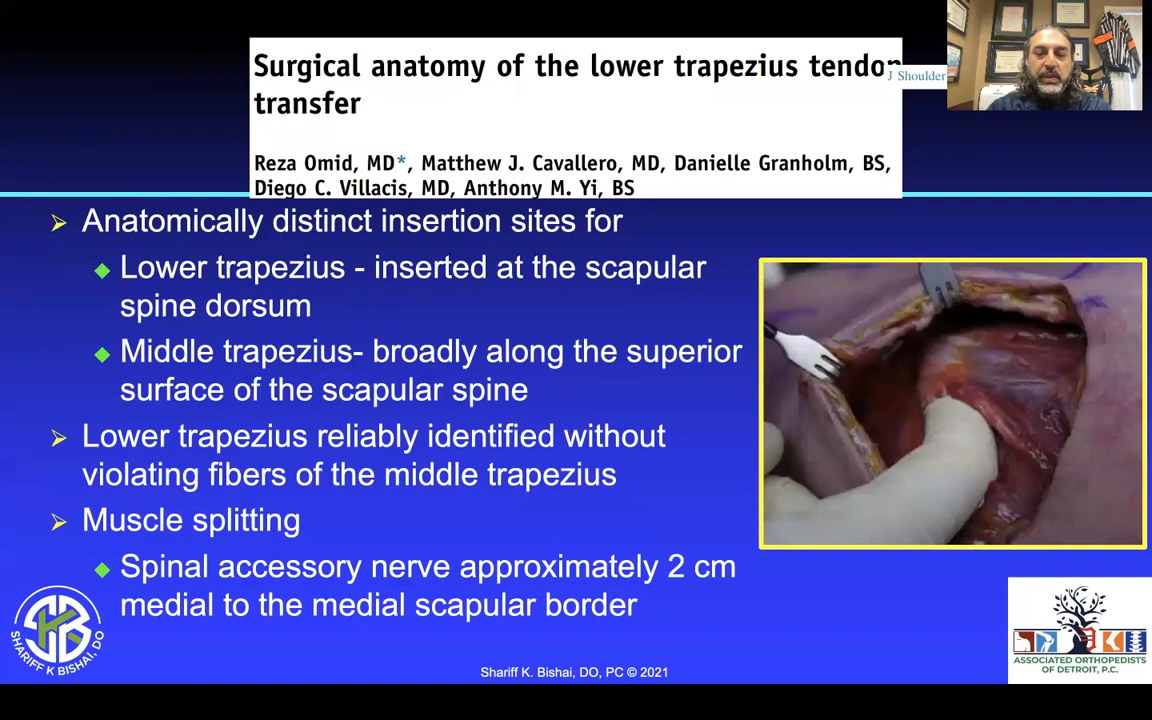 Surgical anatomy of the lower trapezius tendon
transfer
J Shoulder
Reza Omid, MD*, Matthew J. Cavallero, MD, Danielle Granholm, BS,
Diego C. Villacis, MD, Anthony M. Yi, BS
➢ Anatomically distinct insertion sites for
◆ Lower trapezius - inserted at the scapular
spine dorsum
◆ Middle trapezius- broadly along the superior
surface of the scapular spine
➢ Lower trapezius reliably identified without
violating fibers of the middle trapezius
➢ Muscle splitting
◆ Spinal accessory nerve approximately 2 cm
medial to the medial scapular border
SKB
SHARIFF K BISHAI, DO
Shariff K. Bishai, DO, PC © 2021
ASSOCIATED ORTHOPEDISTS
OF DETROIT, P.C.